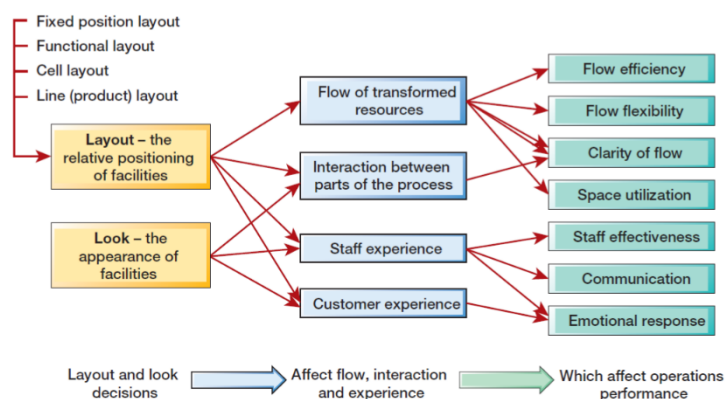 Fixed position layout
Functional layout
Cell layout
Line (product) layout
Layout – the
relative positioning
of facilities
Look – the
appearance of
facilities
Flow of transformed
resources
Interaction between
parts of the process
Staff experience
Customer experience
Flow efficiency
Flow flexibility
Clarity of flow
Space utilization
Staff effectiveness
Communication
Emotional response
Layout and look
decisions
Affect flow, interaction
and experience
Which affect operations
performance